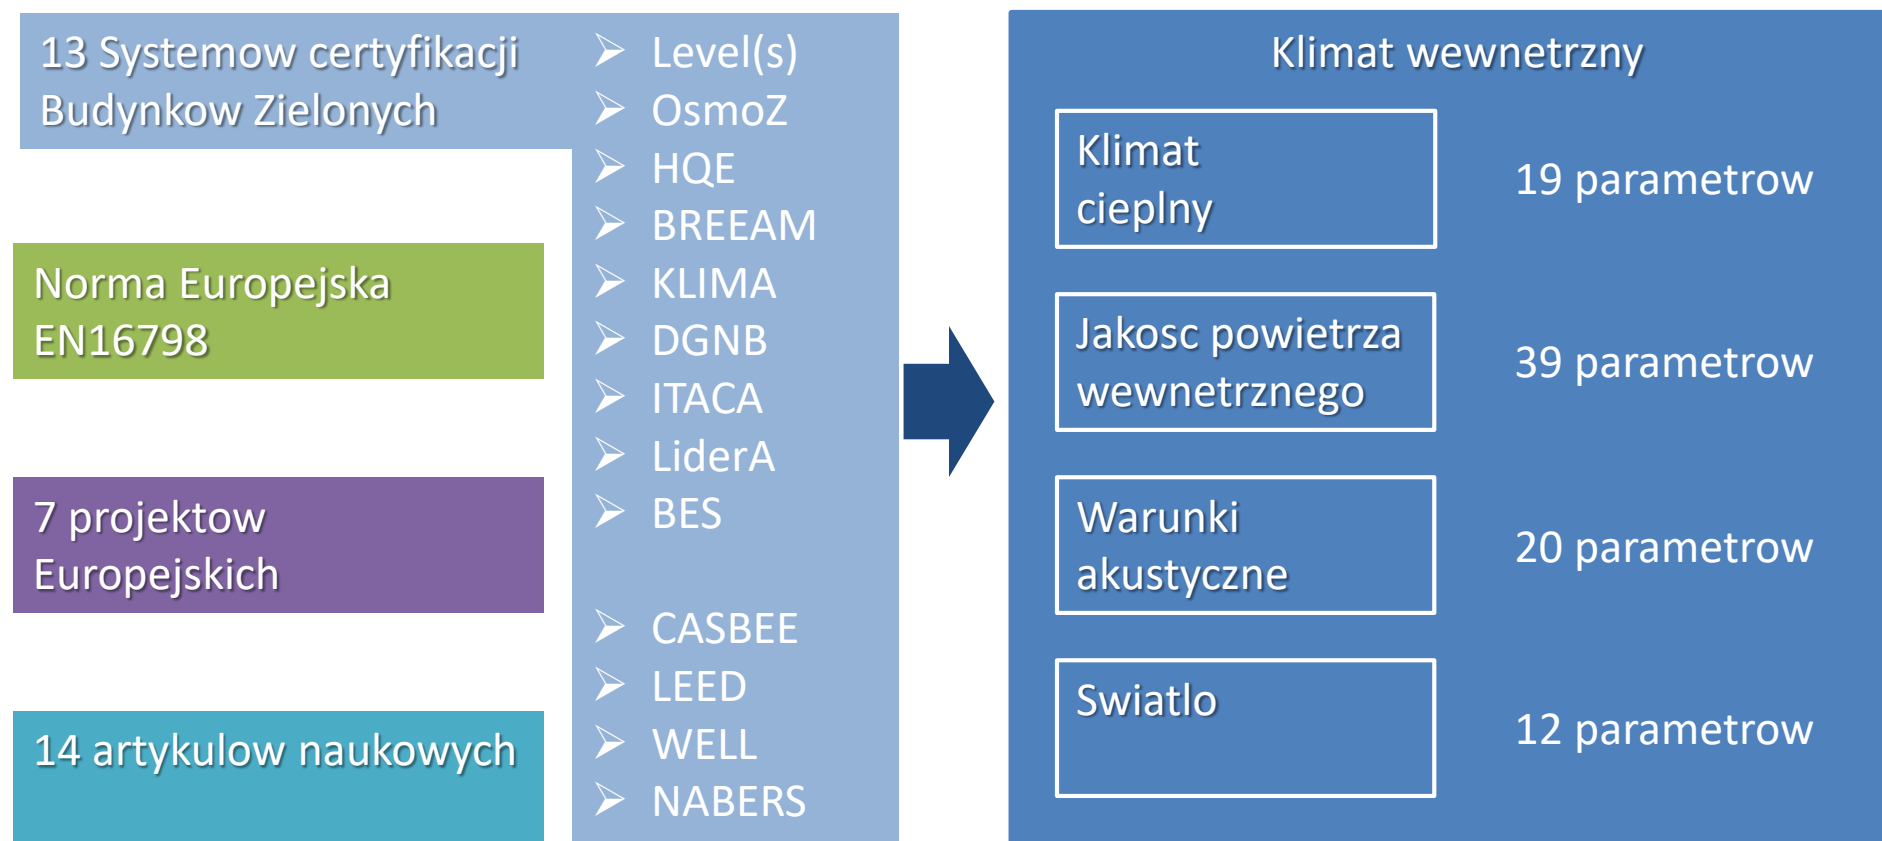 13 Systemow certyfikacji
Budynkow Zielonych
Norma Europejska
EN16798
7 projektow
Europejskich
14 artykulow naukowych
Level(s)
OsmoZ
HQE
BREEAM
KLIMA
DGNB
ITACA
LiderA
BES
CASBEE
LEED
WELL
NABERS
Klimat wewnetrzny
Klimat
cieplny
19 parametrow
Jakosc powietrza
wewnetrznego
39 parametrow
Warunki
akustyczne
20 parametrow
Swiatlo
12 parametrow